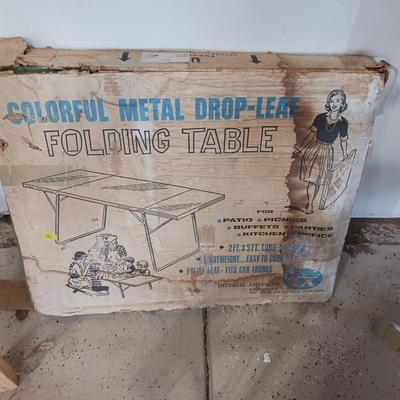 COLORFUL METAL DROP-LEAF
FOLDING TABLE
FOR
• PATIO • PICNICS
• BUFFETS • PARTIES
• KITCHEN
• 2 FT. x 5 FT. LONG
LIGHTWEIGHT... EASY TO
• FOLDS FLAT - FITS CAR TRUNKS
IMPERIAL AMERICAN
COMPANY